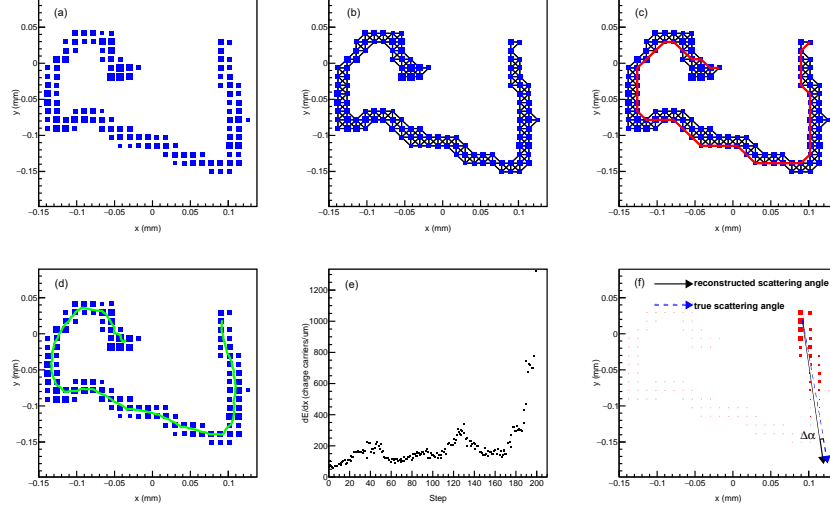 (a)
0.05
0
−0.05
−0.1
−0.15
y (mm)
−0.15 −0.1 −0.05 0 0.05 0.1
x (mm)
(b)
0.05
0
−0.05
−0.1
−0.15
y (mm)
−0.15 −0.1 −0.05 0 0.05 0.1
x (mm)
(c)
0.05
0
−0.05
−0.1
−0.15
y (mm)
−0.15 −0.1 −0.05 0 0.05 0.1
x (mm)
(d)
0.05
0
−0.05
−0.1
−0.15
y (mm)
−0.15 −0.1 −0.05 0 0.05 0.1
x (mm)
(e)
1200
1000
800
600
400
200
0
dE/dx (charge carriers/um)
0 20 40 60 80 100 120 140 160 180 200
Step
(f)
reconstructed scattering angle
true scattering angle
0.05
0
−0.05
−0.1
−0.15
y (mm)
Δα
−0.15 −0.1 −0.05 0 0.05 0.1
x (mm)